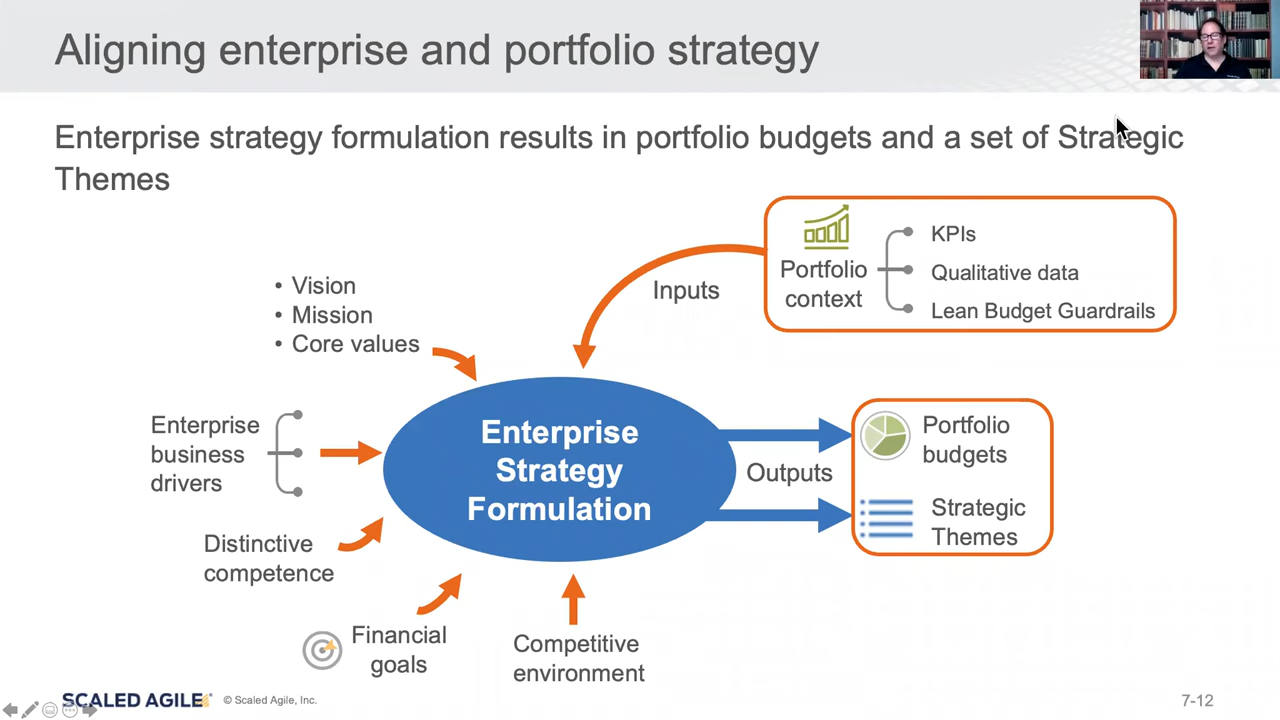 Aligning enterprise and portfolio strategy
Enterprise strategy formulation results in portfolio budgets and a set of Strategic
Themes
Portfolio
context
KPIs
Qualitative data
Lean Budget Guardrails
Inputs
• Vision
• Mission
• Core values
Enterprise
business
drivers
Enterprise
Strategy
Formulation
Outputs
Portfolio
budgets
Strategic
Themes
Distinctive
competence
Financial
goals
Competitive
environment
SCALED AGILE
© Scaled Agile, Inc.
7-12